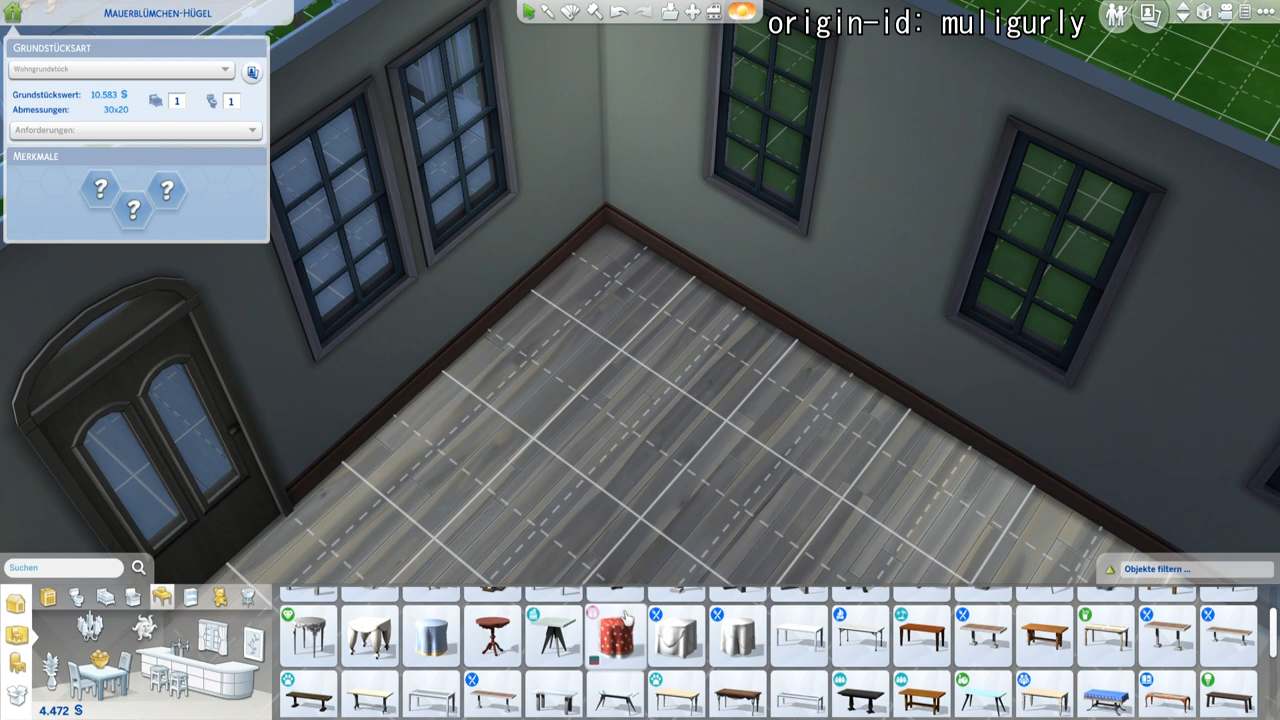 Mauerblümchen-Hügel
origin-id: muligurly
Grundstücksart
Wohngrundstück
Grundstückswert: 10.583 $
1
1
Abmessungen: 30x20
Anforderungen:
Merkmale
? ? ?
Suchen
Objekte filtern ...
4.472 $